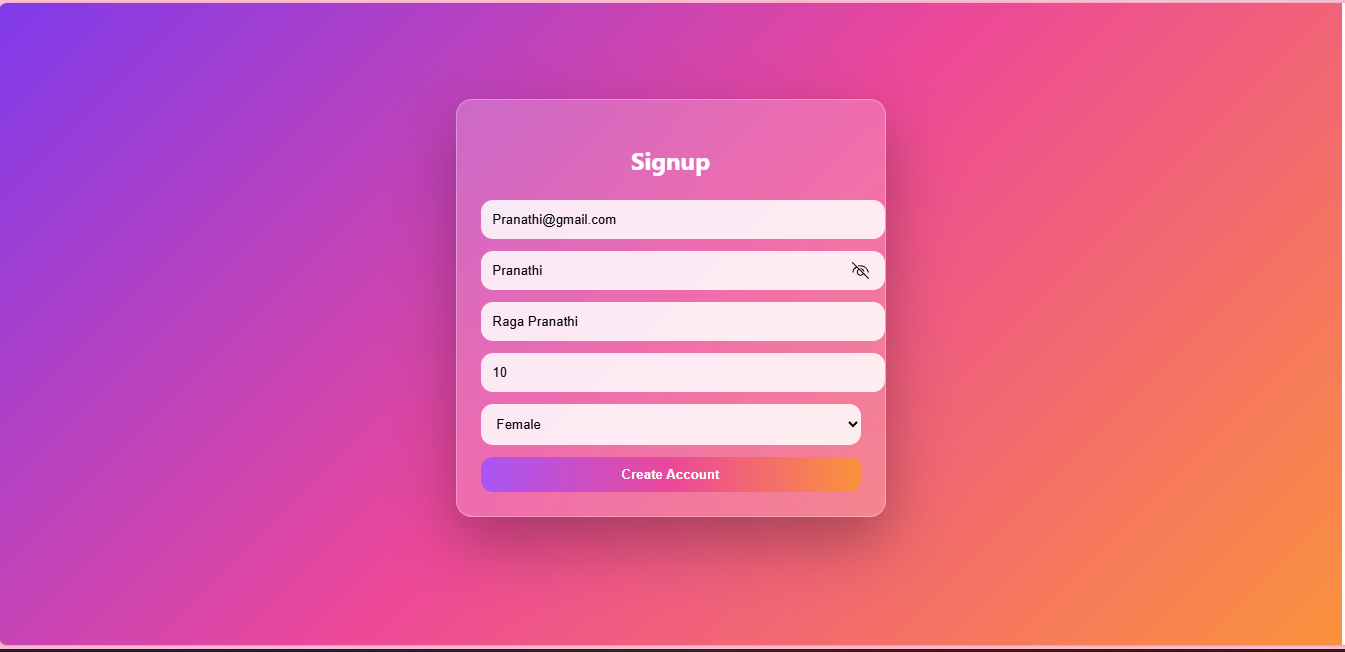 Signup
Pranathi@gmail.com
Pranathi
Raga Pranathi
10
Female
Create Account